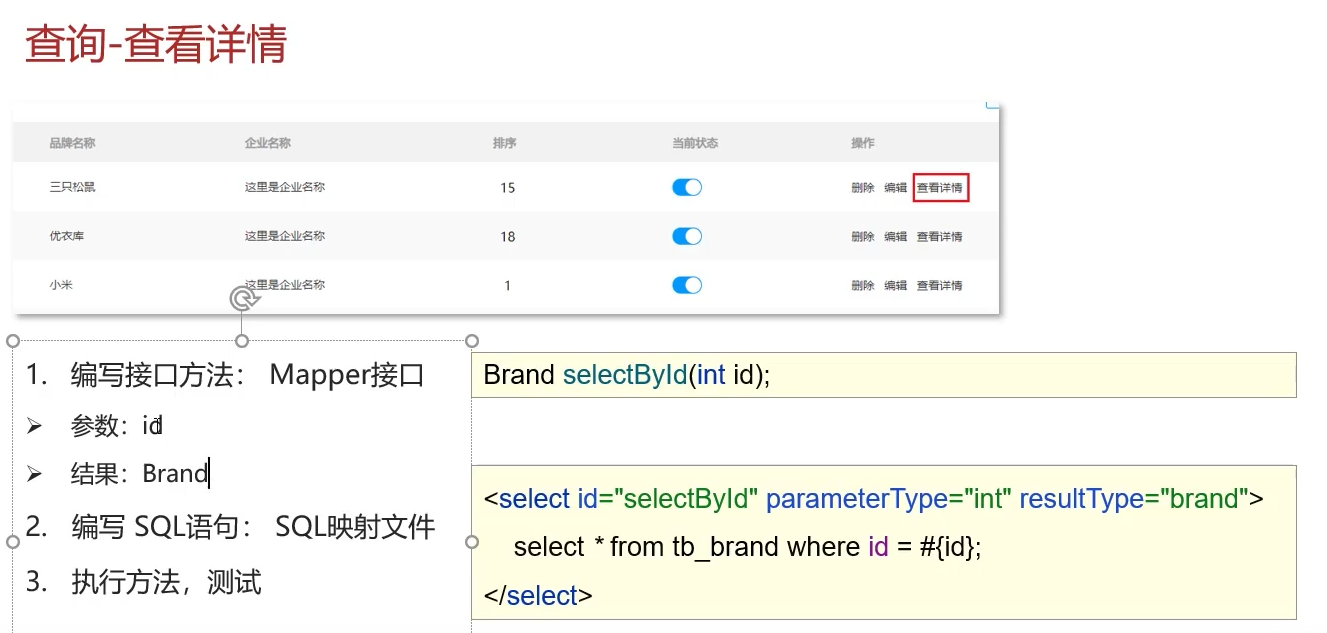 查询-查看详情
品牌名称 企业名称 排序 当前状态 操作
三只松鼠 这里是企业名称 15 删除 编辑 查看详情
优衣库 这里是企业名称 18 删除 编辑 查看详情
小米 这里是企业名称 1 删除 编辑 查看详情
1. 编写接口方法： Mapper接口
➢ 参数：id
➢ 结果：Brand
2. 编写 SQL语句： SQL映射文件
3. 执行方法，测试
Brand selectById(int id);
<select id="selectById" parameterType="int" resultType="brand">
select * from tb_brand where id = #{id};
</select>